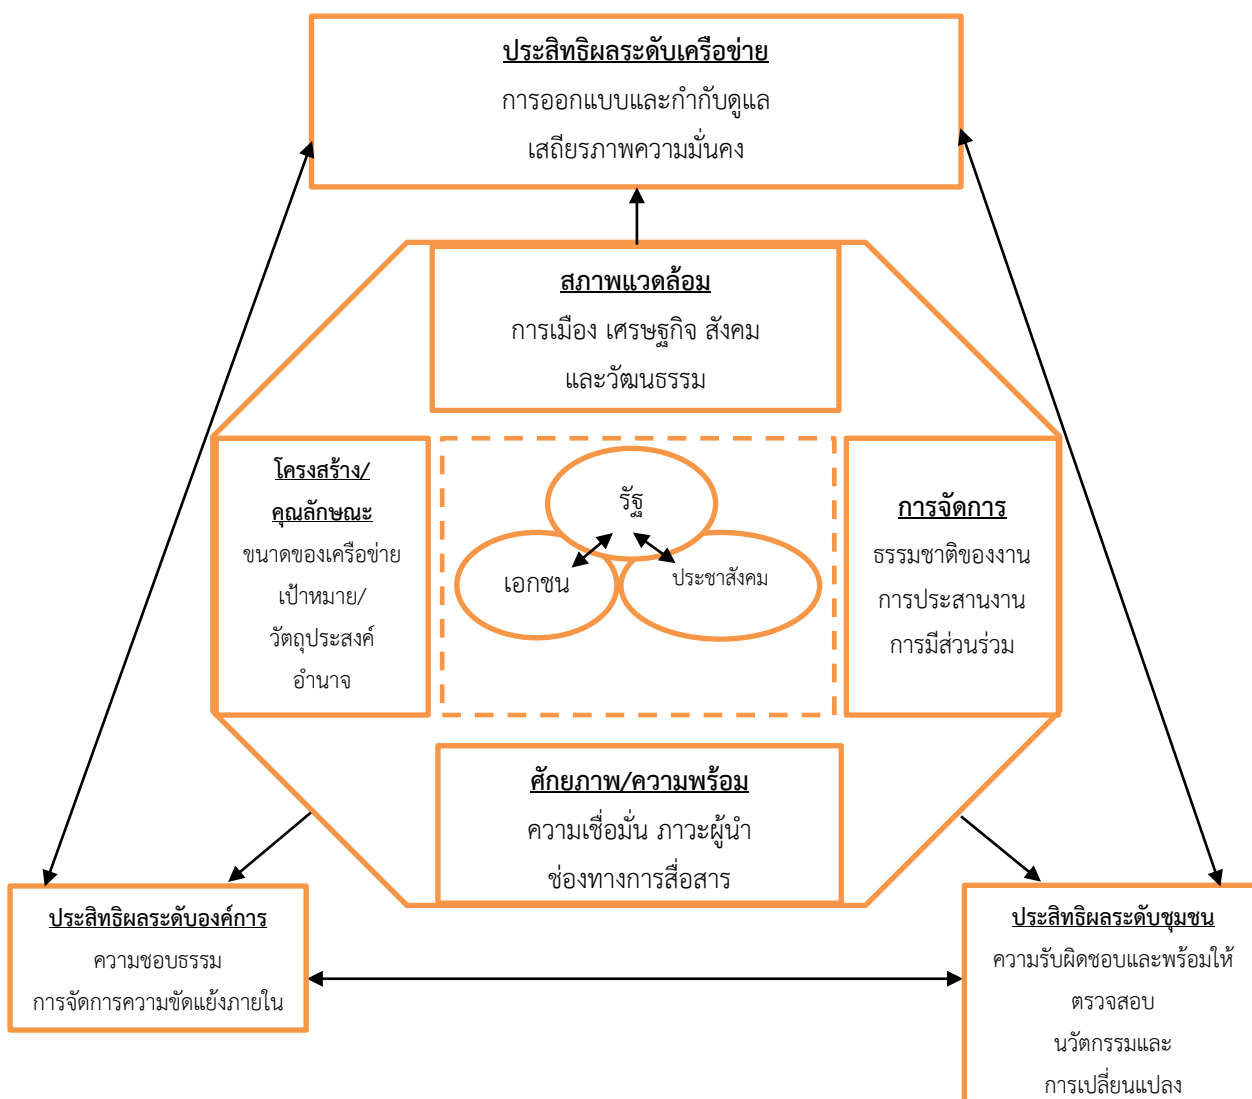 ประสิทธิผลระดับเครือข่าย
การออกแบบและกำกับดูแล
เสถียรภาพความมั่นคง
สภาพแวดล้อม
การเมือง เศรษฐกิจ สังคม
และวัฒนธรรม
โครงสร้าง/
คุณลักษณะ
ขนาดของเครือข่าย
เป้าหมาย/
วัตถุประสงค์
อำนาจ
รัฐ
เอกชน
ประชาสังคม
การจัดการ
ธรรมชาติของงาน
การประสานงาน
การมีส่วนร่วม
ศักยภาพ/ความพร้อม
ความเชื่อมั่น ภาวะผู้นำ
ช่องทางการสื่อสาร
ประสิทธิผลระดับองค์การ
ความชอบธรรม
การจัดการความขัดแย้งภายใน
ประสิทธิผลระดับชุมชน
ความรับผิดชอบและพร้อมให้
ตรวจสอบ
นวัตกรรมและ
การเปลี่ยนแปลง